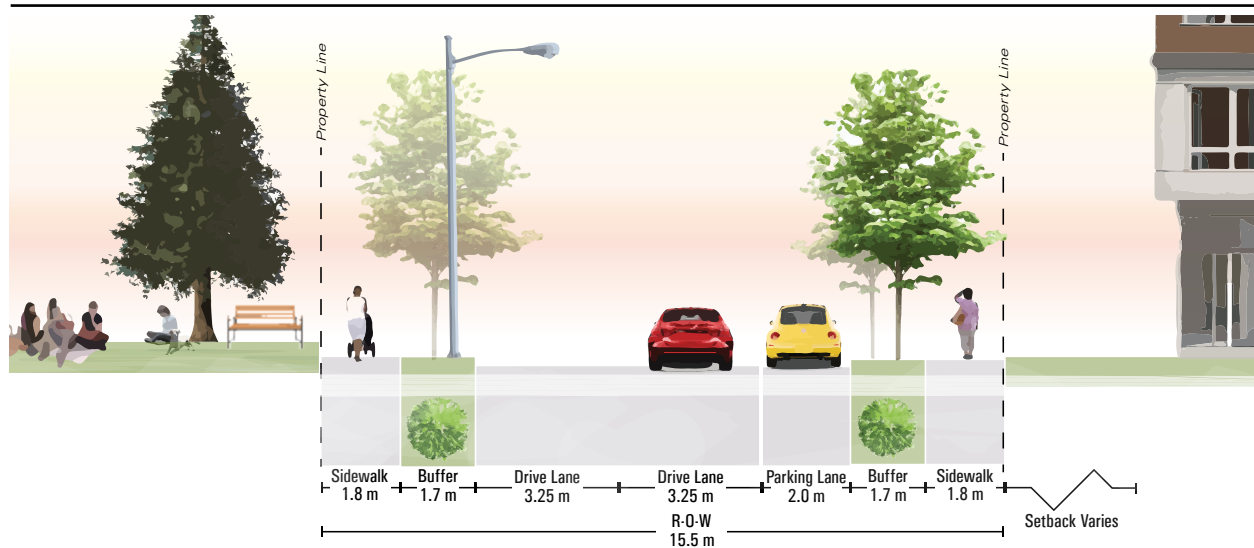 Property Line
Property Line
Sidewalk
1.8 m
Buffer
1.7 m
Drive Lane
3.25 m
Drive Lane
3.25 m
Parking Lane
2.0 m
Buffer
1.7 m
Sidewalk
1.8 m
Setback Varies
R-O-W
15.5 m